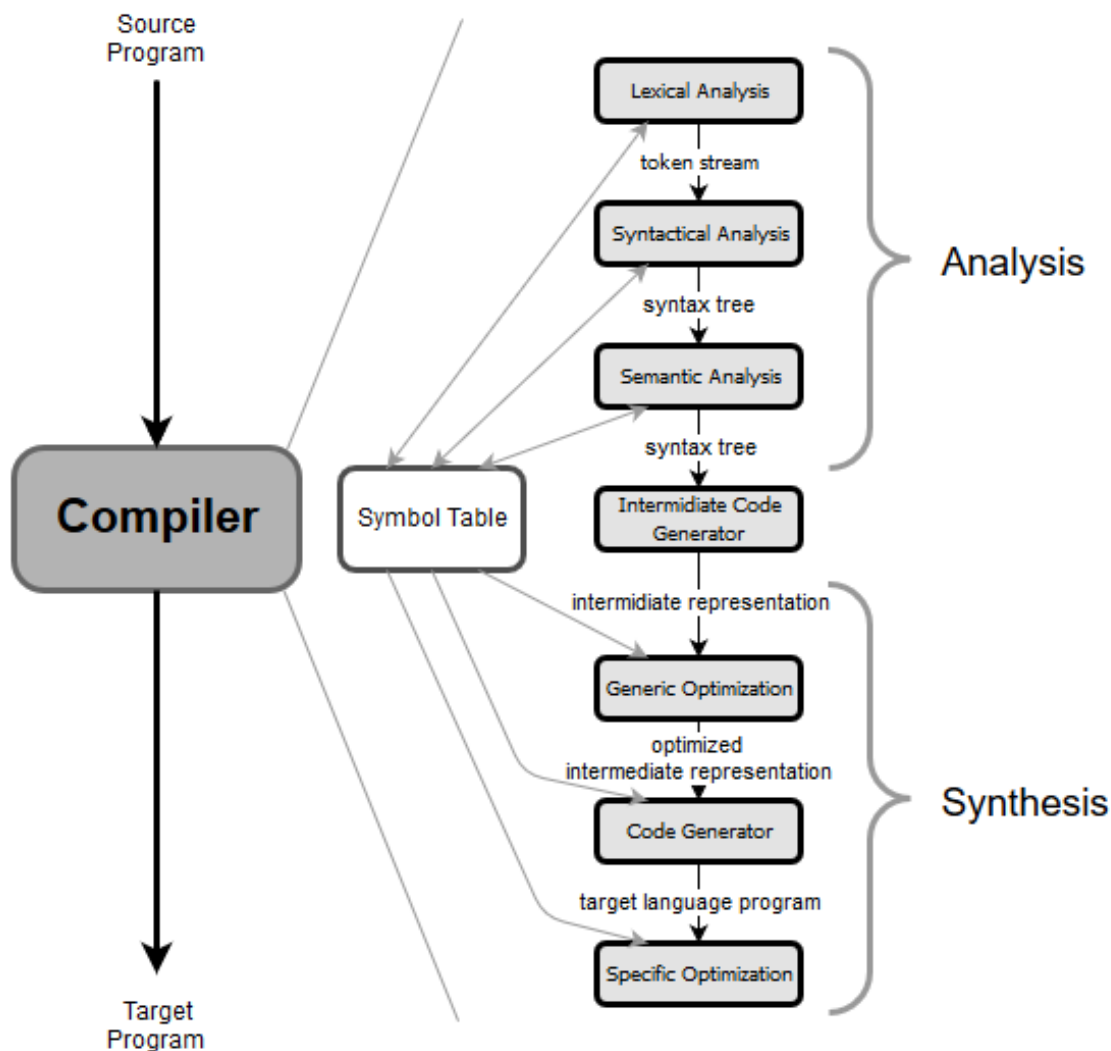 Source
Program
Lexical Analysis
token stream
Syntactical Analysis
Analysis
syntax tree
Semantic Analysis
syntax tree
Compiler
Symbol Table
Intermidiate Code
Generator
intermidiate representation
Generic Optimization
optimized
intermediate representation
Synthesis
Code Generator
target language program
Specific Optimization
Target
Program